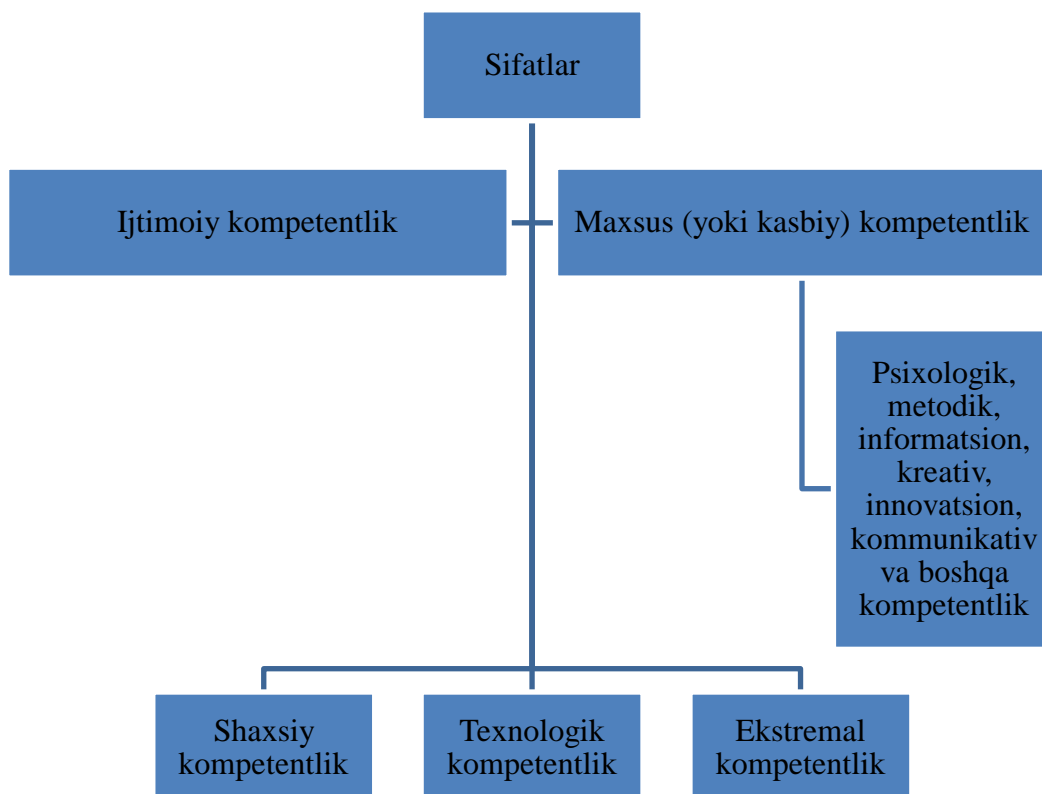 Sifatlar
Ijtimoiy kompetentlik
Maxsus (yoki kasbiy) kompetentlik
Psixologik,
metodik,
informatsion,
kreativ,
innovatsion,
kommunikativ
va boshqa
kompetentlik
Shaxsiy
kompetentlik
Texnologik
kompetentlik
Ekstremal
kompetentlik